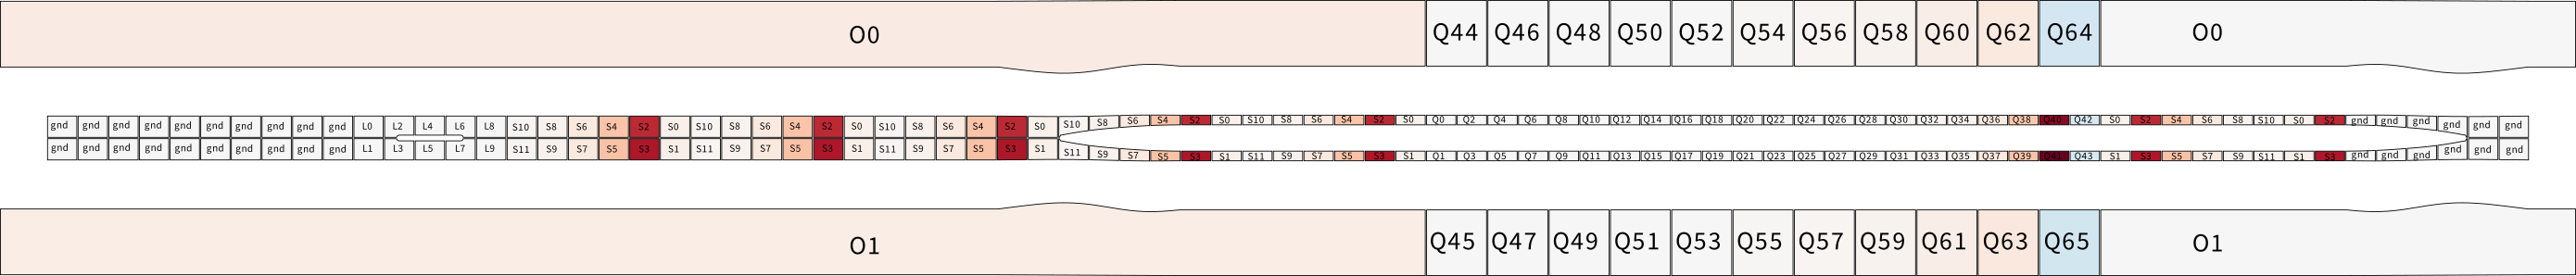 O0 Q44 Q46 Q48 Q50 Q52 Q54 Q56 Q58 Q60 Q62 Q64 O0
gnd gnd gnd gnd gnd gnd gnd gnd gnd gnd L0 L2 L4 L6 L8 S10 S8 S6 S4 S2 S0 S10 S8 S6 S4 S2 S0 S10 S8 S6 S4 S2 S0 S10 S8 S6 S4 S2 S0 S10 S8 S6 S4 S2 S0 Q0 Q2 Q4 Q6 Q8 Q10 Q12 Q14 Q16 Q18 Q20 Q22 Q24 Q26 Q28 Q30 Q32 Q34 Q36 Q38 Q40 Q42 S0 S2 S4 S6 S8 S10 S0 S2 gnd gnd gnd gnd gnd gnd
gnd gnd gnd gnd gnd gnd gnd gnd gnd gnd L1 L3 L5 L7 L9 S11 S9 S7 S5 S3 S1 S11 S9 S7 S5 S3 S1 S11 S9 S7 S5 S3 S1 S11 S9 S7 S5 S3 S1 S11 S9 S7 S5 S3 S1 Q1 Q3 Q5 Q7 Q9 Q11 Q13 Q15 Q17 Q19 Q21 Q23 Q25 Q27 Q29 Q31 Q33 Q35 Q37 Q39 Q41 Q43 S1 S3 S5 S7 S9 S11 S1 S3 gnd gnd gnd gnd gnd gnd
O1 Q45 Q47 Q49 Q51 Q53 Q55 Q57 Q59 Q61 Q63 Q65 O1